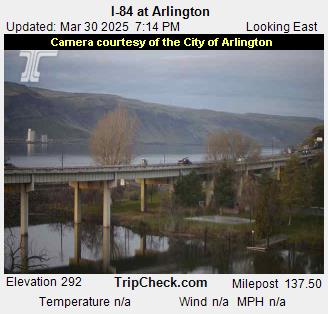 I-84 at Arlington
Updated: Mar 30 2025 7:14 PM Looking East
Camera courtesy of the City of Arlington
Elevation 292 TripCheck.com Milepost 137.50
Temperature n/a Wind n/a MPH n/a